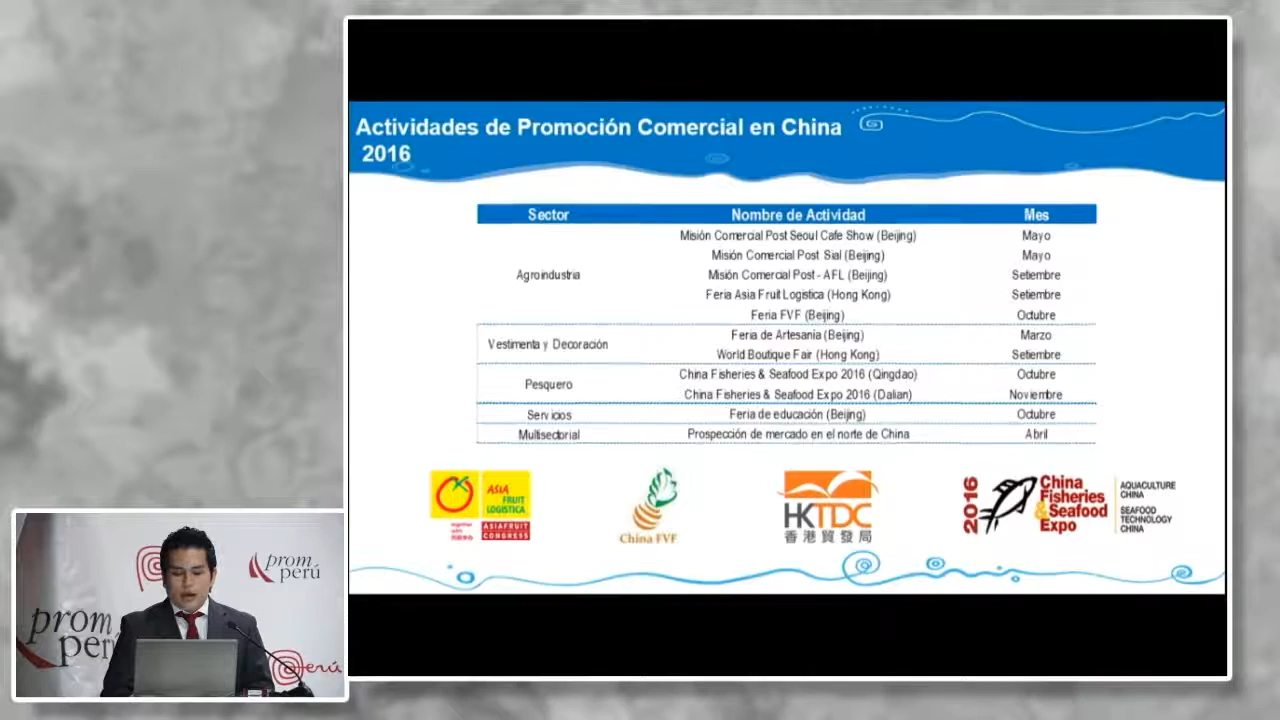 Actividades de Promoción Comercial en China
2016
Sector Nombre de Actividad Mes
Misión Comercial Post Seoul Cafe Show (Beijing) Mayo
Misión Comercial Post Sial (Beijing) Mayo
Agroindustria Misión Comercial Post - AFL (Beijing) Setiembre
Feria Asia Fruit Logistica (Hong Kong) Setiembre
Feria FVF (Beijing) Octubre
Vestimenta y Decoración Feria de Artesanía (Beijing) Marzo
World Boutique Fair (Hong Kong) Setiembre
Pesquero China Fisheries & Seafood Expo 2016 (Qingdao) Octubre
China Fisheries & Seafood Expo 2016 (Dalian) Noviembre
Servicios Feria de educación (Beijing) Octubre
Multisectorial Prospección de mercado en el norte de China Abril
ASIA
FRUIT
LOGISTICA
together
with
ASIAFRUIT
CONGRESS
China FVF
HKTDC
香港貿發局
2016
China
Fisheries
& Seafood
Expo
AQUACULTURE
CHINA
SEAFOOD
TECHNOLOGY
CHINA
prom
perú
prom
perú
Perú